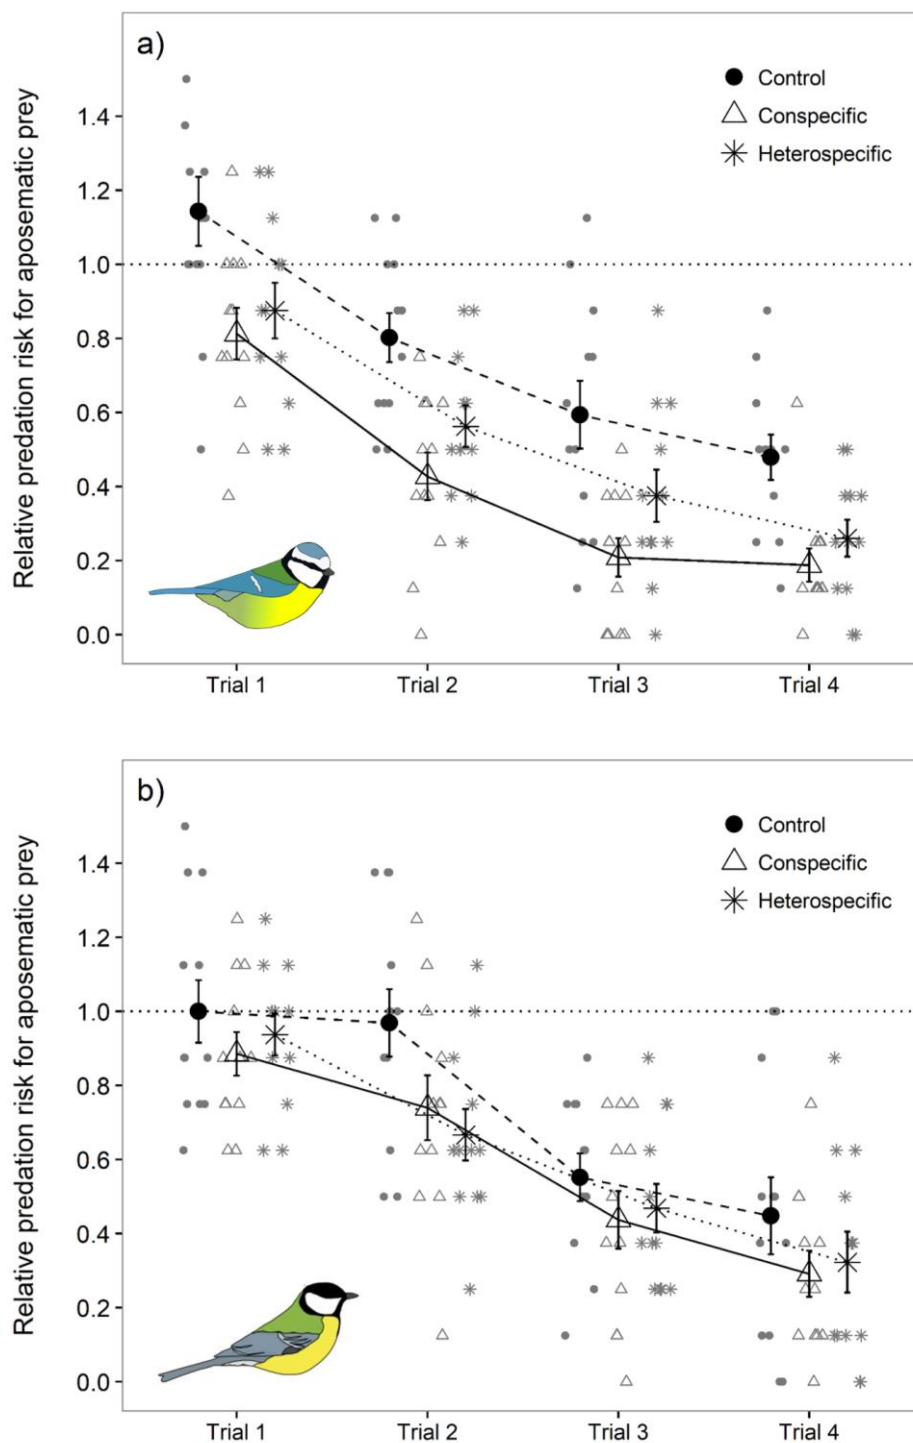 a)
Control
Conspecific
Heterospecific
Relative predation risk for aposematic prey
1.4
1.2
1.0
0.8
0.6
0.4
0.2
0.0
Trial 1 Trial 2 Trial 3 Trial 4
b)
Control
Conspecific
Heterospecific
Relative predation risk for aposematic prey
1.4
1.2
1.0
0.8
0.6
0.4
0.2
0.0
Trial 1 Trial 2 Trial 3 Trial 4